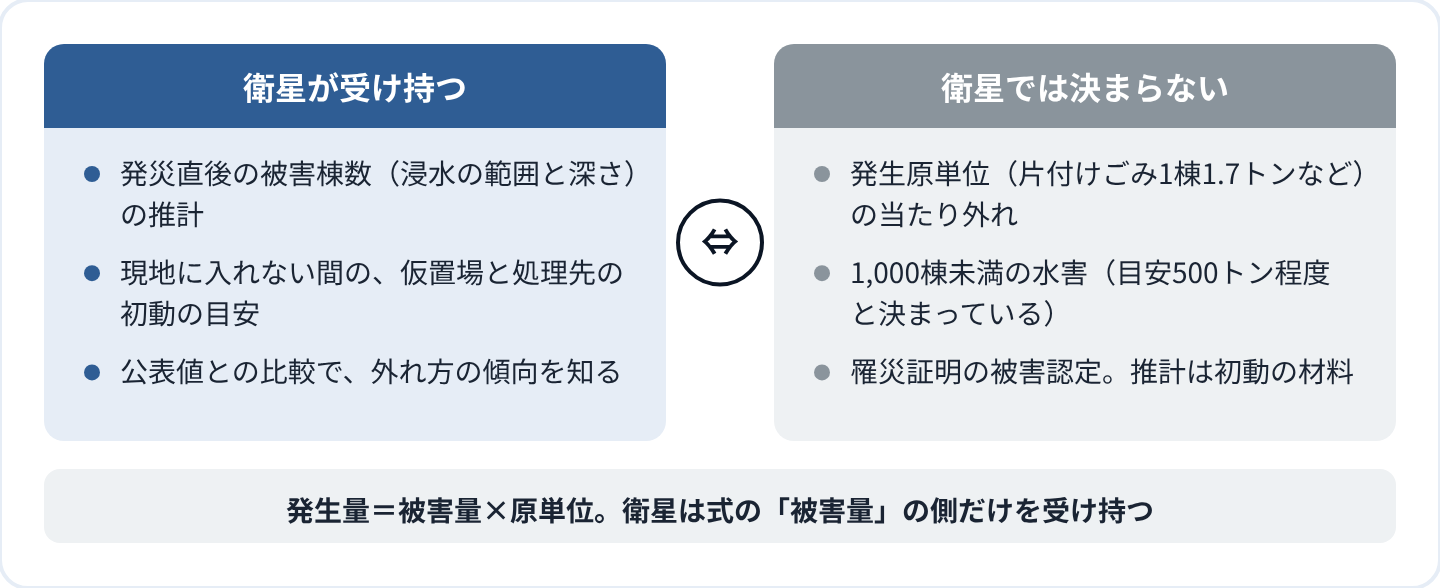 衛星が受け持つ
発災直後の被害棟数（浸水の範囲と深さ）
の推計
現地に入れない間の、仮置場と処理先の
初動の目安
公表値との比較で、外れ方の傾向を知る
⇔
衛星では決まらない
発生原単位（片付けごみ1棟1.7トンなど）
の当たり外れ
1,000棟未満の水害（目安500トン程度
と決まっている）
罹災証明の被害認定。推計は初動の材料
発生量＝被害量×原単位。衛星は式の「被害量」の側だけを受け持つ